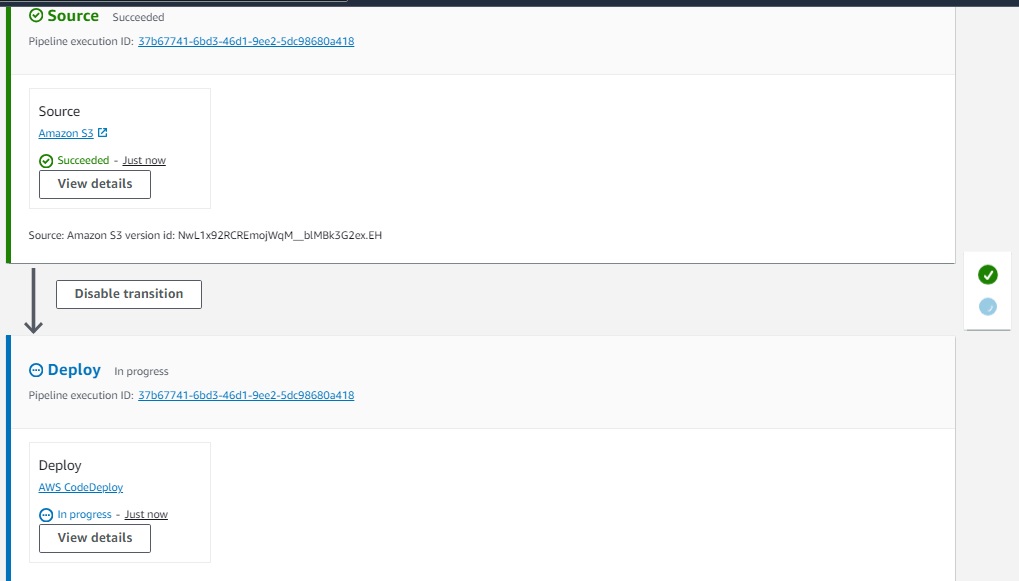 Source Succeeded
Pipeline execution ID: 37b67741-6bd3-46d1-9ee2-5dc98680a418
Source
Amazon S3
Succeeded - Just now
View details
Source: Amazon S3 version id: NwL1x92RCREmojWqM__blMBk3G2ex.EH
Disable transition
Deploy In progress
Pipeline execution ID: 37b67741-6bd3-46d1-9ee2-5dc98680a418
Deploy
AWS CodeDeploy
In progress - Just now
View details